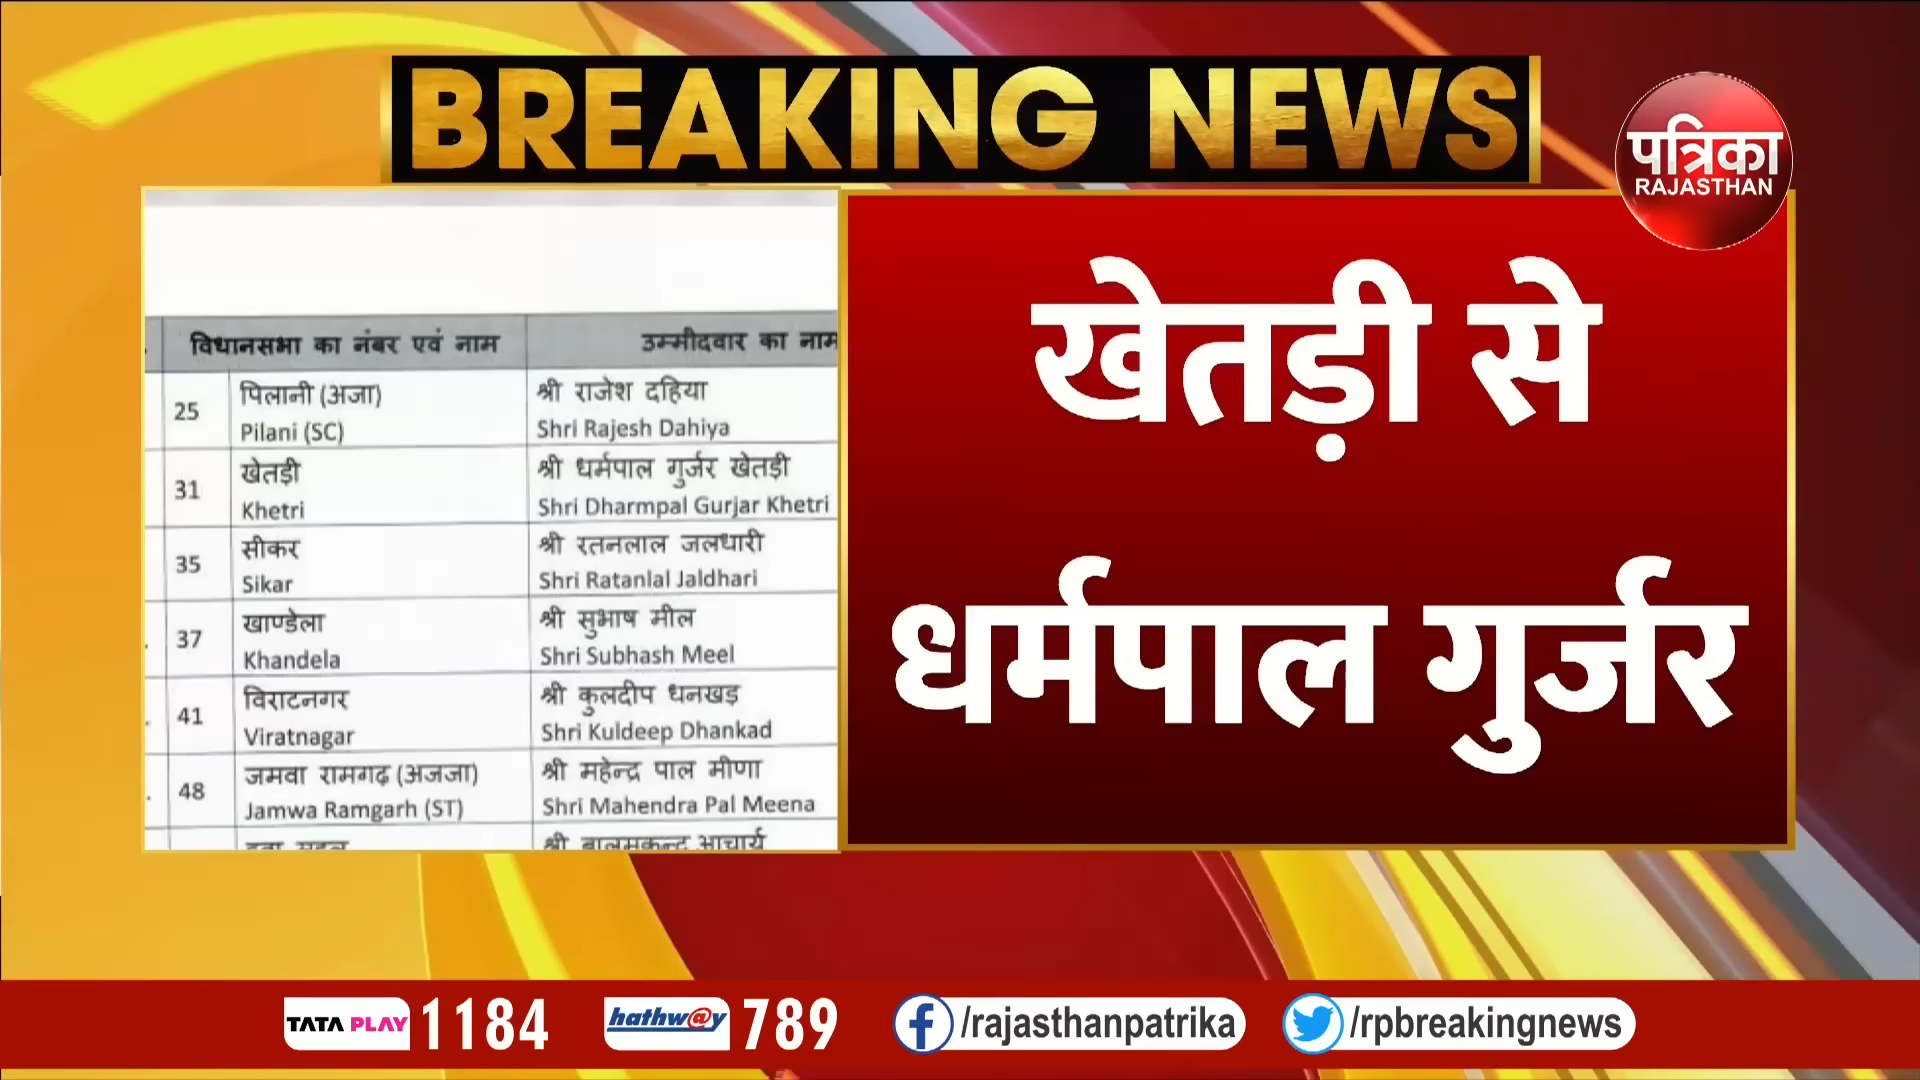 BREAKING NEWS
पत्रिका
RAJASTHAN
विधानसभा का नंबर एवं नाम
उम्मीदवार का नाम
25
पिलानी (अजा)
Pilani (SC)
श्री राजेश दहिया
Shri Rajesh Dahiya
31
खेतड़ी
Khetri
श्री धर्मपाल गुर्जर खेतड़ी
Shri Dharmpal Gurjar Khetri
35
सीकर
Sikar
श्री रतनलाल जलधारी
Shri Ratanlal Jaldhari
37
खाण्डेला
Khandela
श्री सुभाष मील
Shri Subhash Meel
41
विराटनगर
Viratnagar
श्री कुलदीप धनखड़
Shri Kuldeep Dhankad
48
जमवा रामगढ़ (अजजा)
Jamwa Ramgarh (ST)
श्री महेन्द्र पाल मीणा
Shri Mahendra Pal Meena
श्री बालमुकुन्द आचार्य
खेतड़ी से
धर्मपाल गुर्जर
TATA PLAY 1184
hathw@y 789
/rajasthanpatrika
/rpbreakingnews